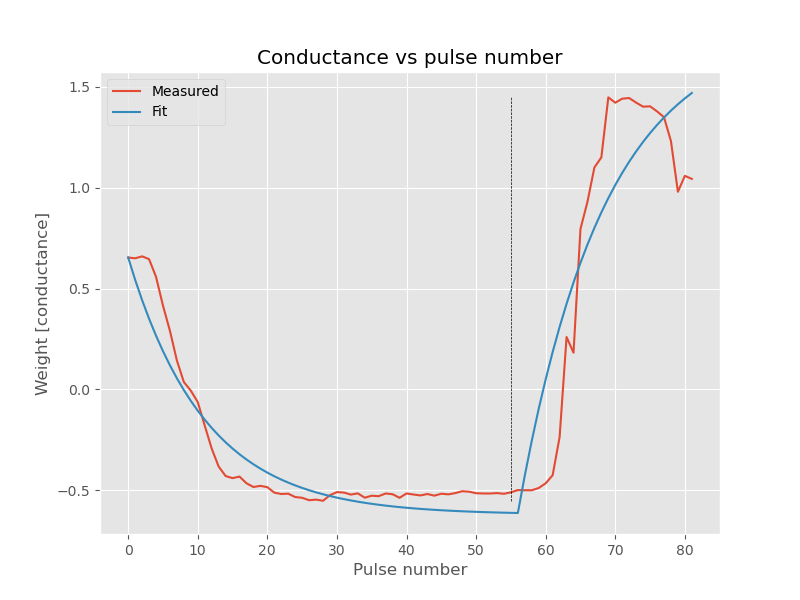 Conductance vs pulse number
Measured
Fit
1.5
1.0
0.5
0.0
−0.5
Weight [conductance]
0 10 20 30 40 50 60 70 80
Pulse number